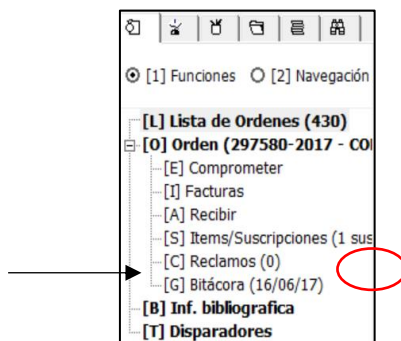 [1] Funciones [2] Navegación
[L] Lista de Ordenes (430)
[O] Orden (297580-2017 - CO
[E] Comprometer
[I] Facturas
[A] Recibir
[S] Items/Suscripciones (1 sus
[C] Reclamos (0)
[G] Bitácora (16/06/17)
[B] Inf. bibliografica
[T] Disparadores